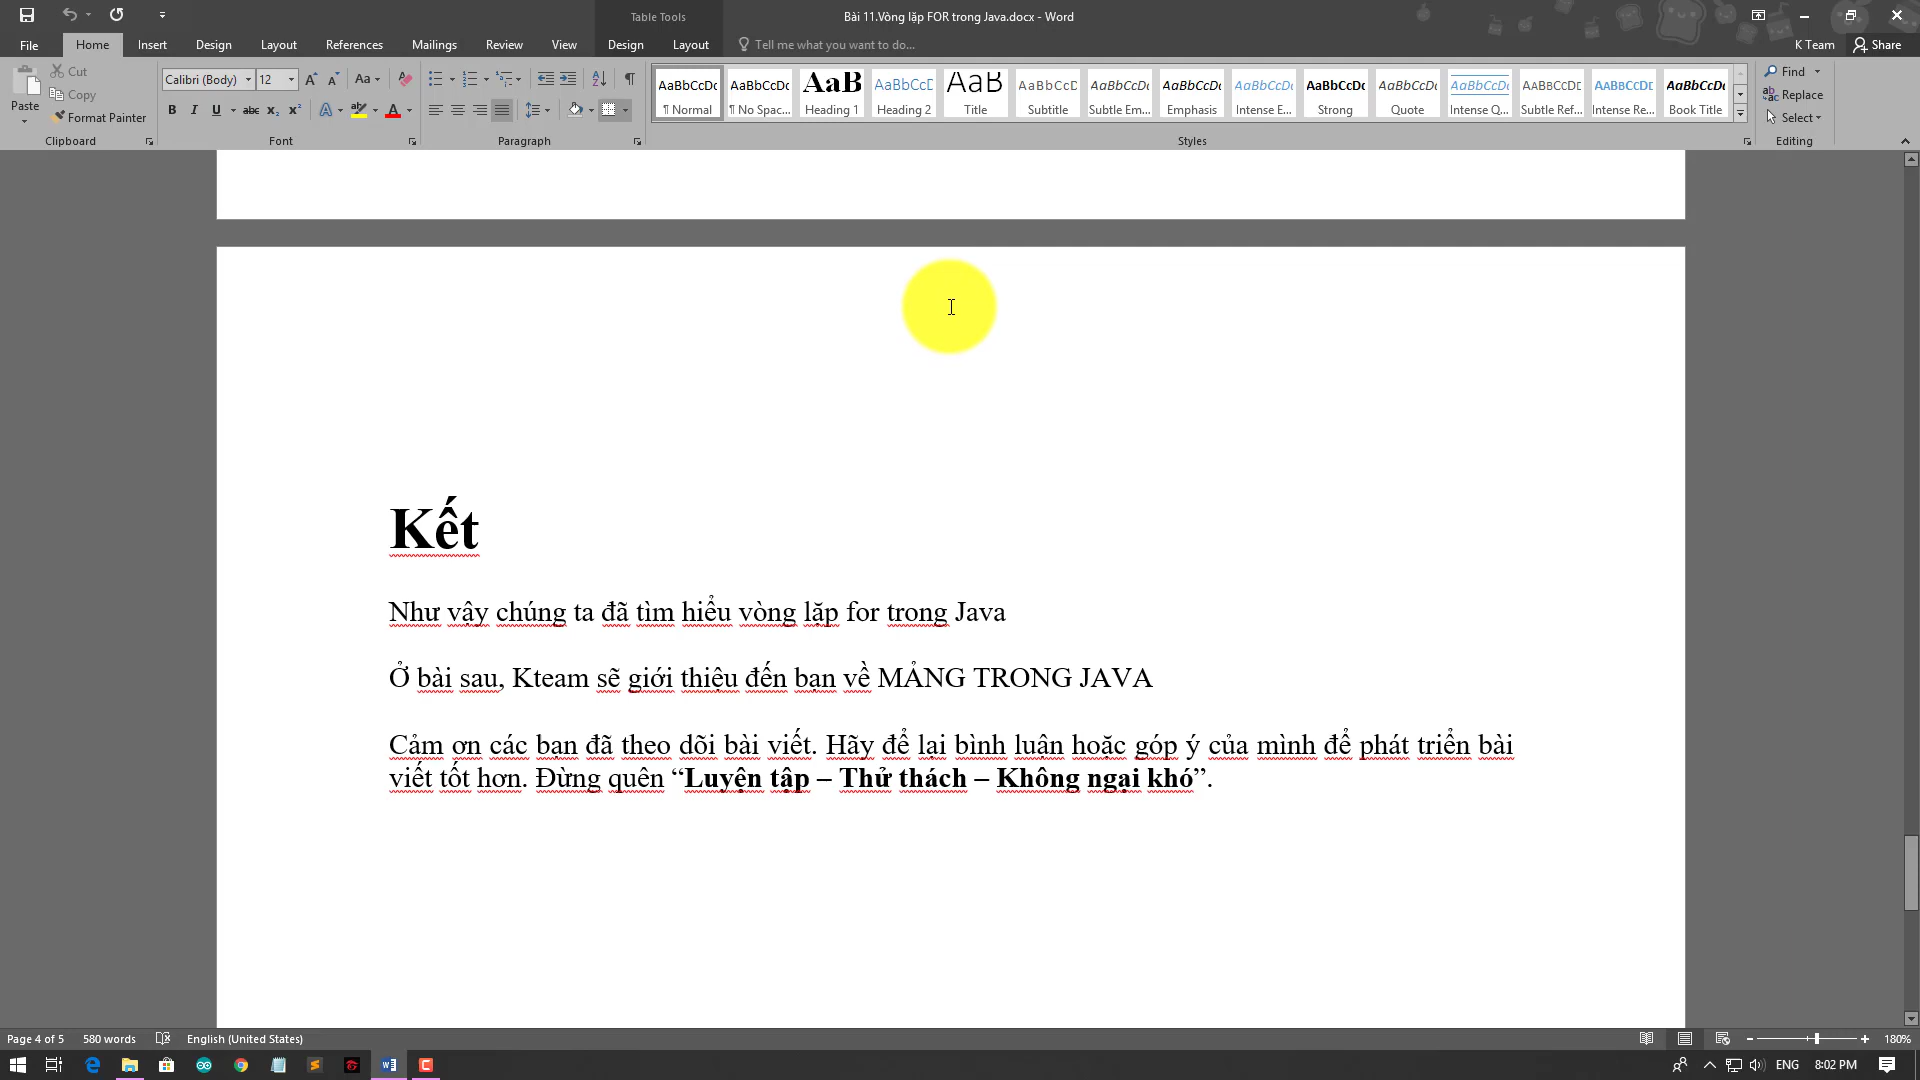 Table Tools
Bài 11.Vòng lặp FOR trong Java.docx - Word
File Home Insert Design Layout References Mailings Review View Design Layout Tell me what you want to do... K Team Share
Paste Cut Copy Format Painter
Calibri (Body) 12 Aa
B I U abc x₂ x² A ab A
AaBbCcDc AaBbCcDc AaB AaBbCcD AaB AaBbCcD AaBbCcDc AaBbCcDc AaBbCcDc AaBbCcDc AaBbCcDc AaBbCcDc AABBCCDD AABBCCDD AaBbCcDc
¶ Normal ¶ No Spac... Heading 1 Heading 2 Title Subtitle Subtle Em... Emphasis Intense E... Strong Quote Intense Q... Subtle Ref... Intense Re... Book Title
Find
Replace
Select
Clipboard Font Paragraph Styles Editing
Kết
Như vậy chúng ta đã tìm hiểu vòng lặp for trong Java
Ở bài sau, Kteam sẽ giới thiệu đến bạn về MẢNG TRONG JAVA
Cảm ơn các bạn đã theo dõi bài viết. Hãy để lại bình luận hoặc góp ý của mình để phát triển bài
viết tốt hơn. Đừng quên “Luyện tập – Thử thách – Không ngại khó”.
Page 4 of 5 580 words English (United States) 180%
ENG 8:02 PM